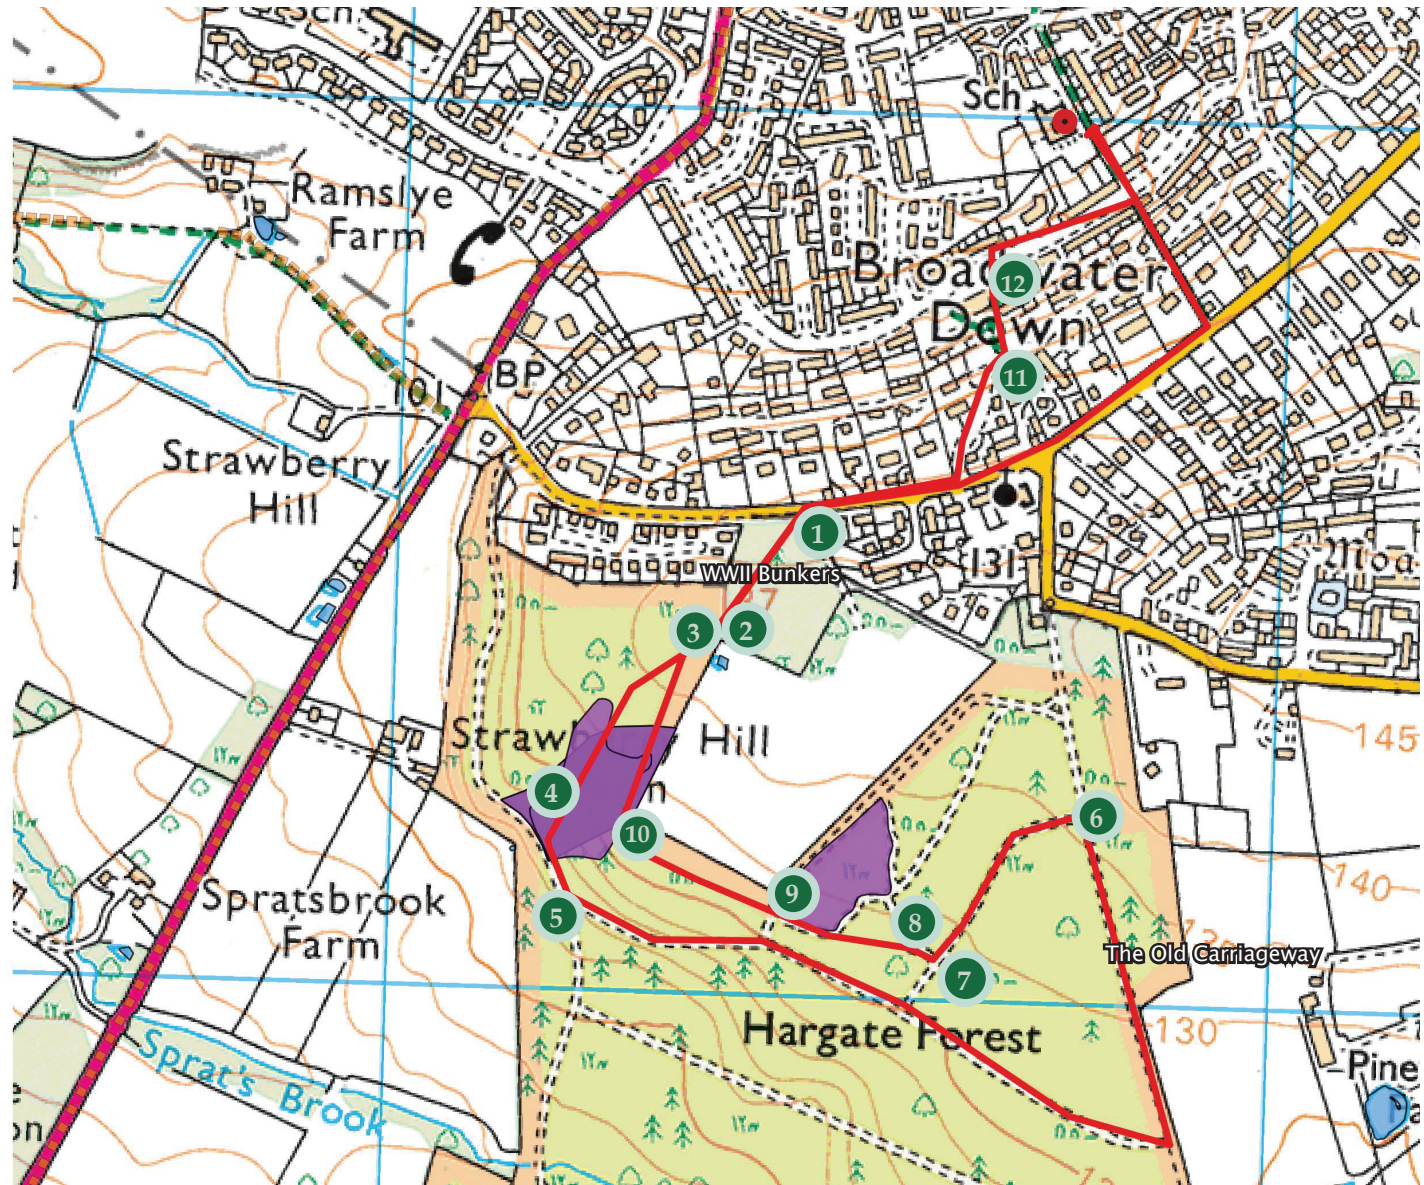 Sch.
Sch
Ramslye
Farm
Broadwater
Down
12
11
BP
101
Strawberry
Hill
1
WWII Bunkers
131
3
2
145
Hill
4
10
6
9
8
7
5
140
Spratsbrook
Farm
The Old Carriageway
Hargate Forest
130
Sprat's Brook
Pine